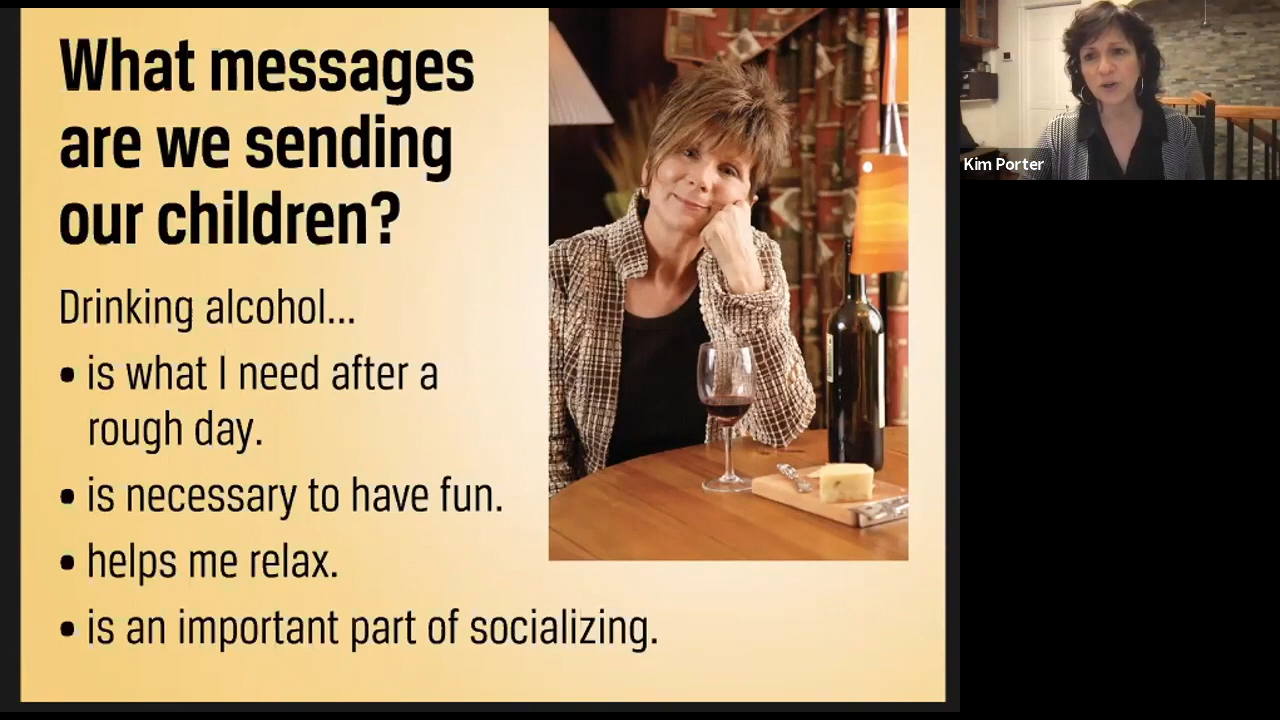 What messages
are we sending
our children?
Drinking alcohol...
• is what I need after a
rough day.
• is necessary to have fun.
• helps me relax.
• is an important part of socializing.
Kim Porter